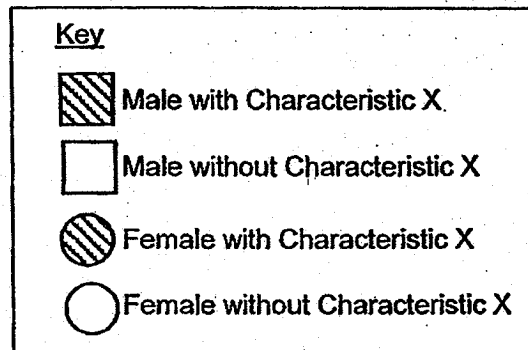 Key
Male with Characteristic X
Male without Characteristic X
Female with Characteristic X
Female without Characteristic X